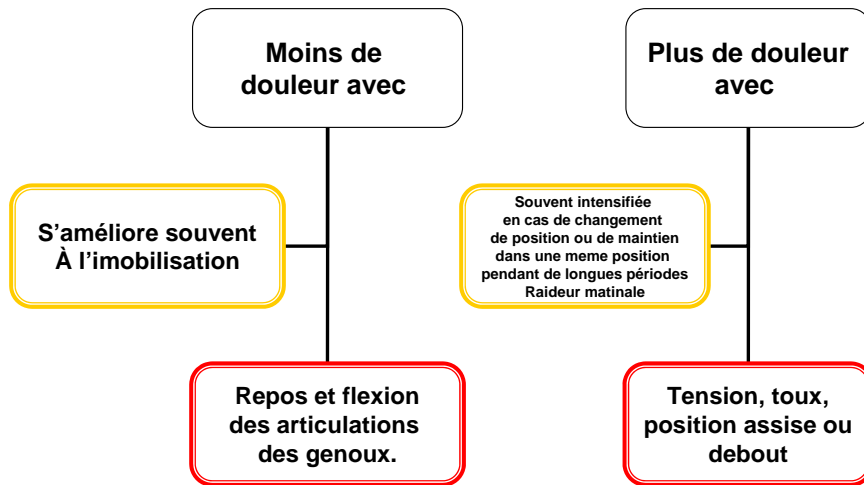 Moins de
douleur avec
S’améliore souvent
À l’imobilisation
Repos et flexion
des articulations
des genoux.
Plus de douleur
avec
Souvent intensifiée
en cas de changement
de position ou de maintien
dans une meme position
pendant de longues périodes
Raideur matinale
Tension, toux,
position assise ou
debout